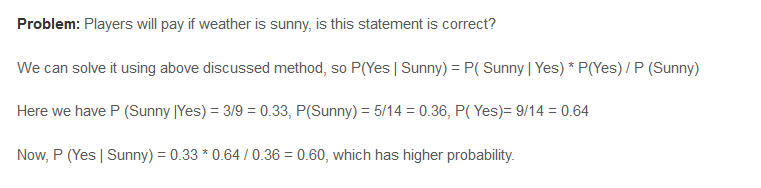 Problem: Players will pay if weather is sunny, is this statement is correct?
We can solve it using above discussed method, so P(Yes | Sunny) = P( Sunny | Yes) * P(Yes) / P (Sunny)
Here we have P (Sunny |Yes) = 3/9 = 0.33, P(Sunny) = 5/14 = 0.36, P( Yes)= 9/14 = 0.64
Now, P (Yes | Sunny) = 0.33 * 0.64 / 0.36 = 0.60, which has higher probability.